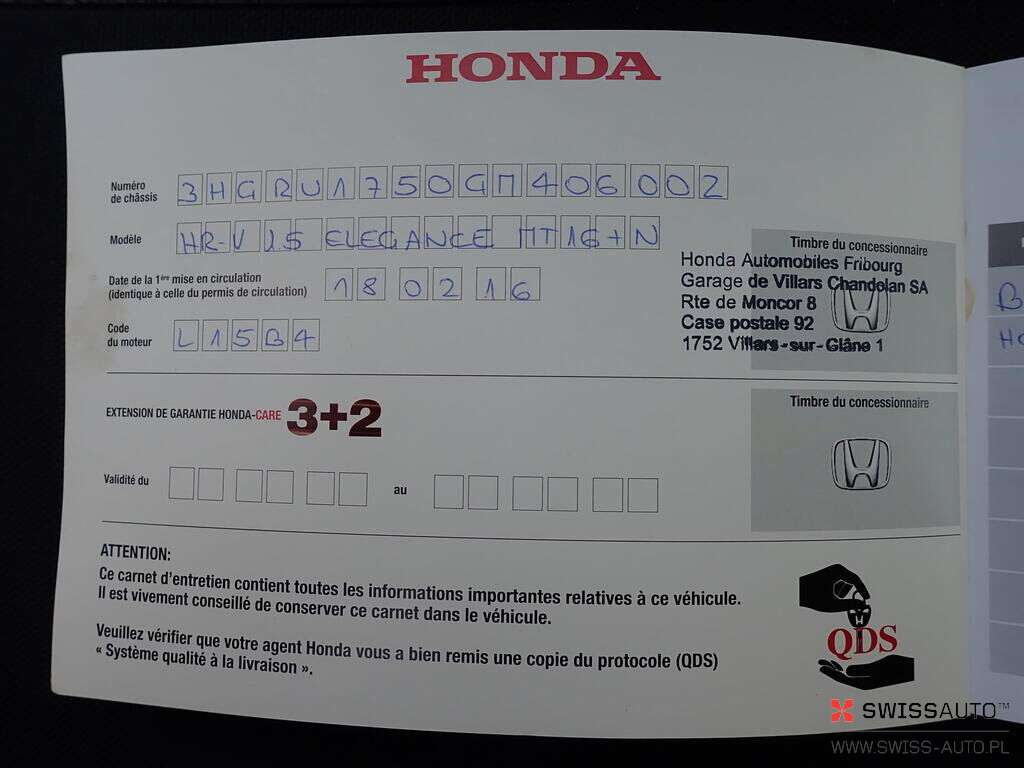 HONDA
Numéro
de châssis
3HGRU1750GM406002
Modèle
HR-V 1.5 ELEGANCE MT16+N
Timbre du concessionnaire
Honda Automobiles Fribourg
Garage de Villars Chandolan SA
Rte de Moncor 8
Case postale 92
1752 Villars-sur-Glâne 1
Date de la 1ère mise en circulation
(identique à celle du permis de circulation)
18 02 16
Code
du moteur
L15B4
EXTENSION DE GARANTIE HONDA-CARE 3+2
Timbre du concessionnaire
Validité du
au
ATTENTION:
Ce carnet d'entretien contient toutes les informations importantes relatives à ce véhicule.
Il est vivement conseillé de conserver ce carnet dans le véhicule.
Veuillez vérifier que votre agent Honda vous a bien remis une copie du protocole (QDS)
« Système qualité à la livraison ».
QDS
SWISSAUTO™
WWW.SWISS-AUTO.PL